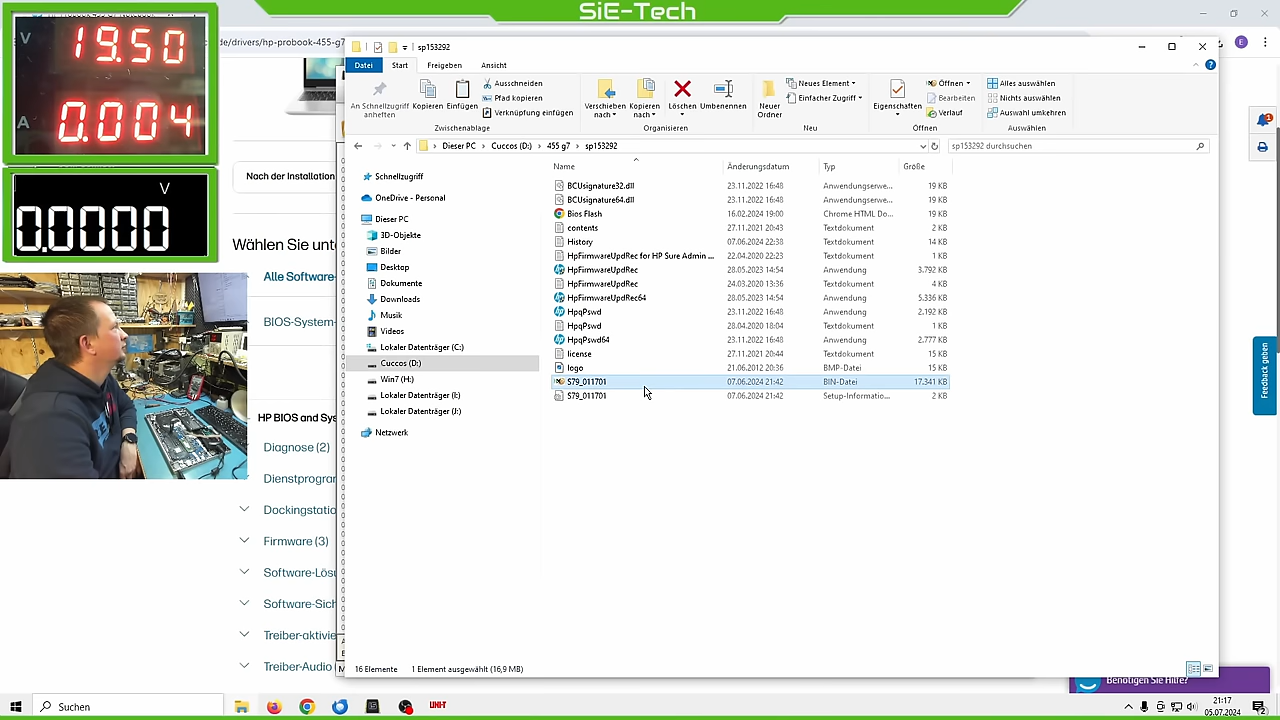 SiE-Tech
V 19.50
A 0.004
V
0.0000
de/drivers/hp-probook-455-g7
E
sp153292
Datei Start Freigeben Ansicht
An Schnellzugriff anheften
Kopieren
Einfügen
Ausschneiden
Pfad kopieren
Verknüpfung einfügen
Zwischenablage
Verschieben nach
Kopieren nach
Löschen
Umbenennen
Organisieren
Neuer Ordner
Neues Element
Einfacher Zugriff
Neu
Eigenschaften
Öffnen
Bearbeiten
Verlauf
Öffnen
Alles auswählen
Nichts auswählen
Auswahl umkehren
Auswählen
Dieser PC > Cuccos (D:) > 455 g7 > sp153292
sp153292 durchsuchen
Schnellzugriff
OneDrive - Personal
Dieser PC
3D-Objekte
Bilder
Desktop
Dokumente
Downloads
Musik
Videos
Lokaler Datenträger (C:)
Cuccos (D:)
Win7 (H:)
Lokaler Datenträger (I:)
Lokaler Datenträger (J:)
Netzwerk
Name Änderungsdatum Typ Größe
BCUsignature32.dll 23.11.2022 16:48 Anwendungserwe... 19 KB
BCUsignature64.dll 23.11.2022 16:48 Anwendungserwe... 19 KB
Bios Flash 16.02.2024 19:00 Chrome HTML Do... 19 KB
contents 27.11.2021 20:43 Textdokument 2 KB
History 07.06.2024 22:38 Textdokument 14 KB
HpFirmwareUpdRec for HP Sure Admin ... 22.04.2020 22:23 Textdokument 1 KB
HpFirmwareUpdRec 28.05.2023 14:54 Anwendung 3.792 KB
HpFirmwareUpdRec 24.03.2020 13:36 Textdokument 4 KB
HpFirmwareUpdRec64 28.05.2023 14:54 Anwendung 5.336 KB
HpqPswd 23.11.2022 16:48 Anwendung 2.192 KB
HpqPswd 28.04.2020 18:04 Textdokument 1 KB
HpqPswd64 23.11.2022 16:48 Anwendung 2.777 KB
license 27.11.2021 20:44 Textdokument 15 KB
logo 21.06.2012 20:36 BMP-Datei 15 KB
S79_011701 07.06.2024 21:42 BIN-Datei 17.341 KB
S79_011701 07.06.2024 21:42 Setup-Informatio... 2 KB
16 Elemente 1 Element ausgewählt (16,9 MB)
Nach der Installation
Wählen Sie unt
Alle Software-
BIOS-System-
HP BIOS and Sys
Diagnose (2)
Dienstprogram
Dockingstatio
Firmware (3)
Software-Lösu
Software-Sich
Treiber-aktivie
Treiber-Audio
1
Feedback geben
Benötigen Sie Hilfe?
Suchen
UNI-T
21:17
05.07.2024
2